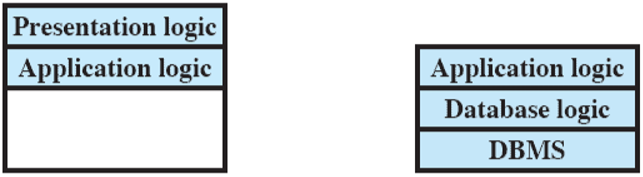 Presentation logic
Application logic
Application logic
Database logic
DBMS